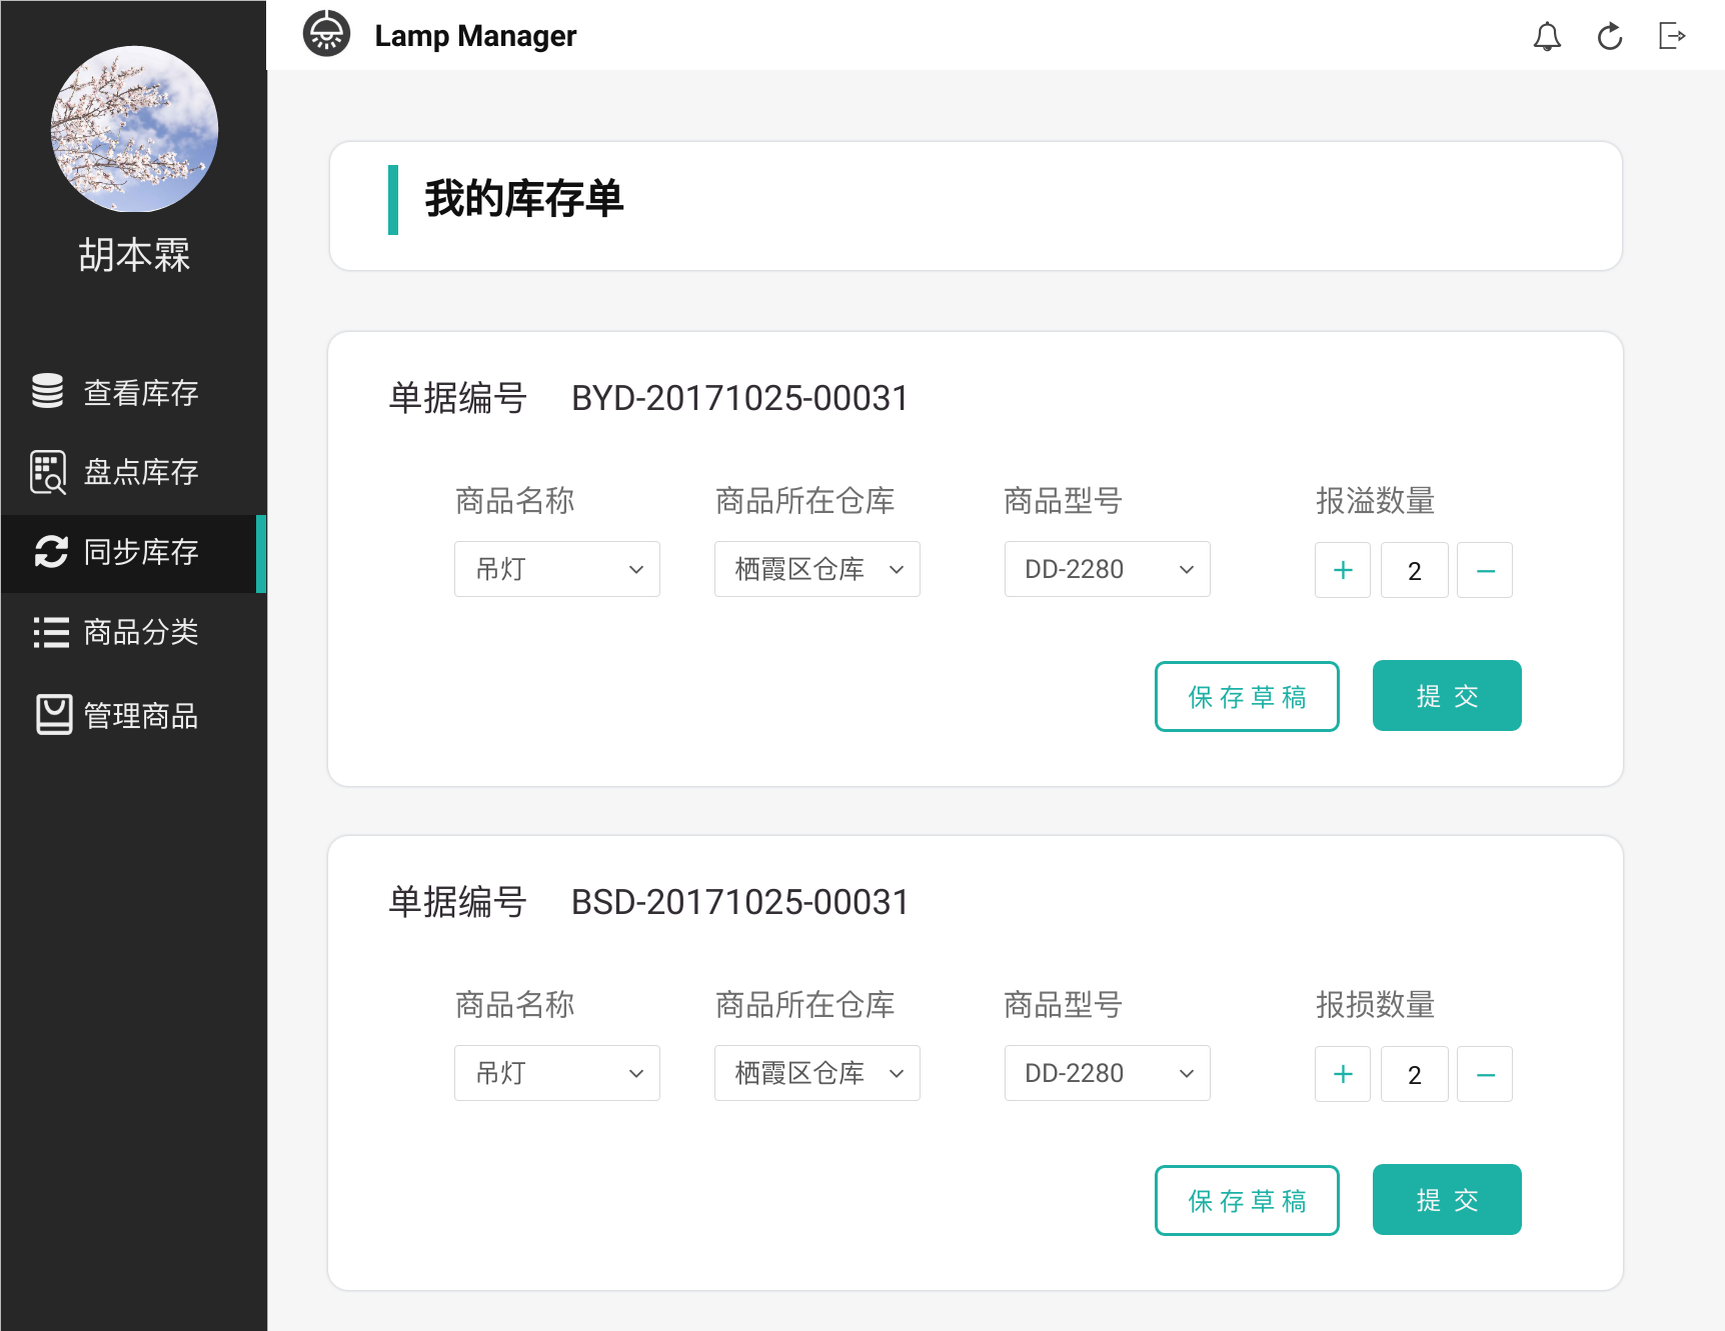 Lamp Manager
胡本霖
查看库存
盘点库存
同步库存
商品分类
管理商品
我的库存单
单据编号 BYD-20171025-00031
商品名称 商品所在仓库 商品型号 报溢数量
吊灯 栖霞区仓库 DD-2280 + 2 −
保存草稿 提交
单据编号 BSD-20171025-00031
商品名称 商品所在仓库 商品型号 报损数量
吊灯 栖霞区仓库 DD-2280 + 2 −
保存草稿 提交